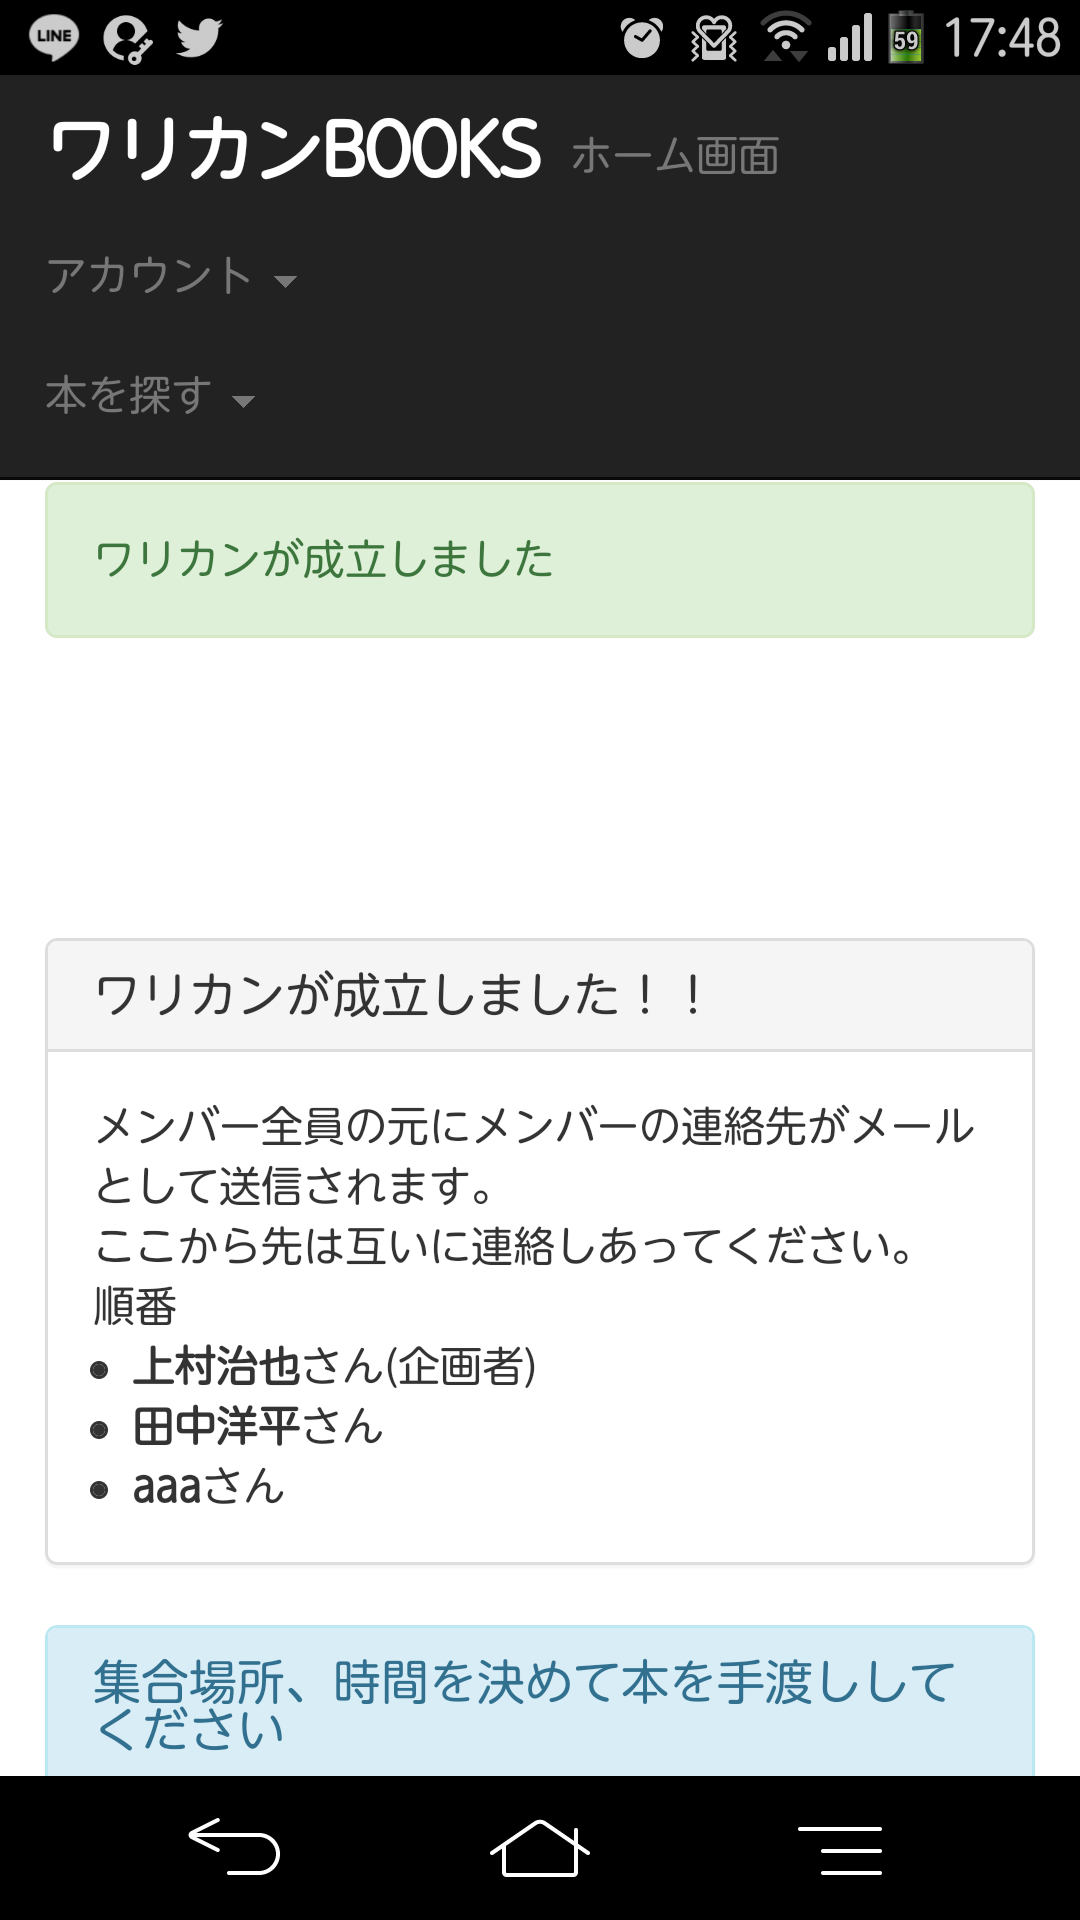 LINE
59
17:48
ワリカンBOOKS ホーム画面
アカウント
本を探す
ワリカンが成立しました
ワリカンが成立しました！！
メンバー全員の元にメンバーの連絡先がメール
として送信されます。
ここから先は互いに連絡しあってください。
順番
上村治也さん(企画者)
田中洋平さん
aaaさん
集合場所、時間を決めて本を手渡しして
ください